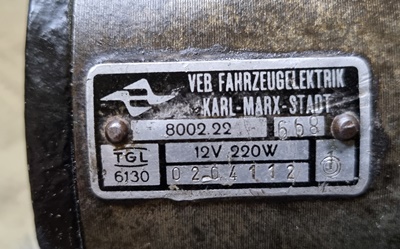 VEB FAHRZEUGELEKTRIK
KARL-MARX-STADT
8002.22 668
TGL 12V 220W
6130 0204112